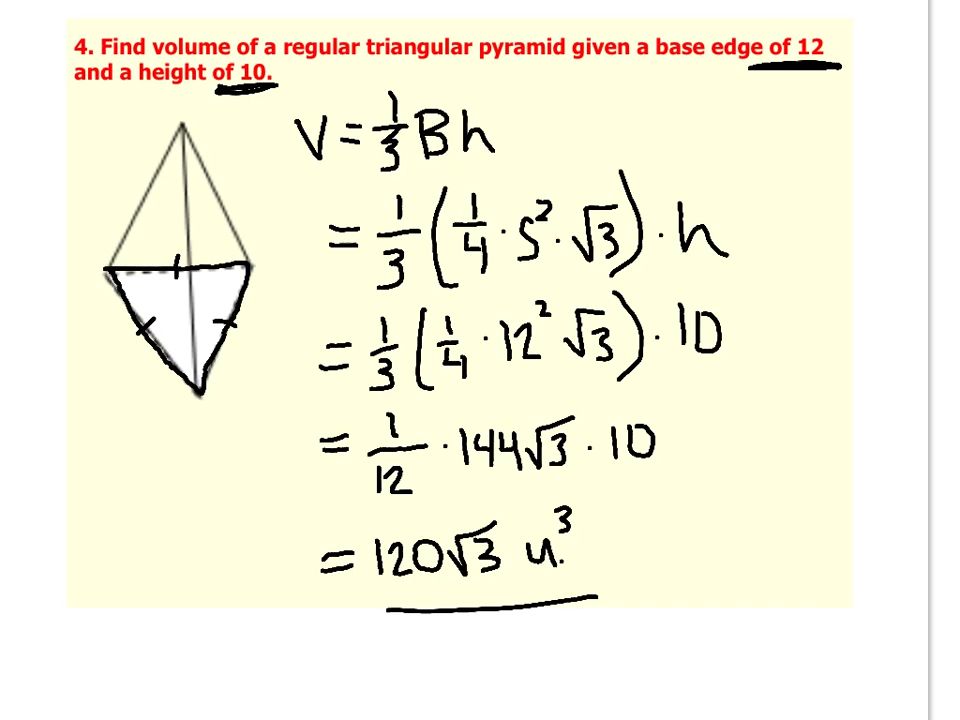 4. Find volume of a regular triangular pyramid given a base edge of 12
and a height of 10.
V = 1/3 Bh
= 1/3 (1/4 · s² · √3) · h
= 1/3 (1/4 · 12² √3) · 10
= 1/12 · 144√3 · 10
= 120√3 u.³